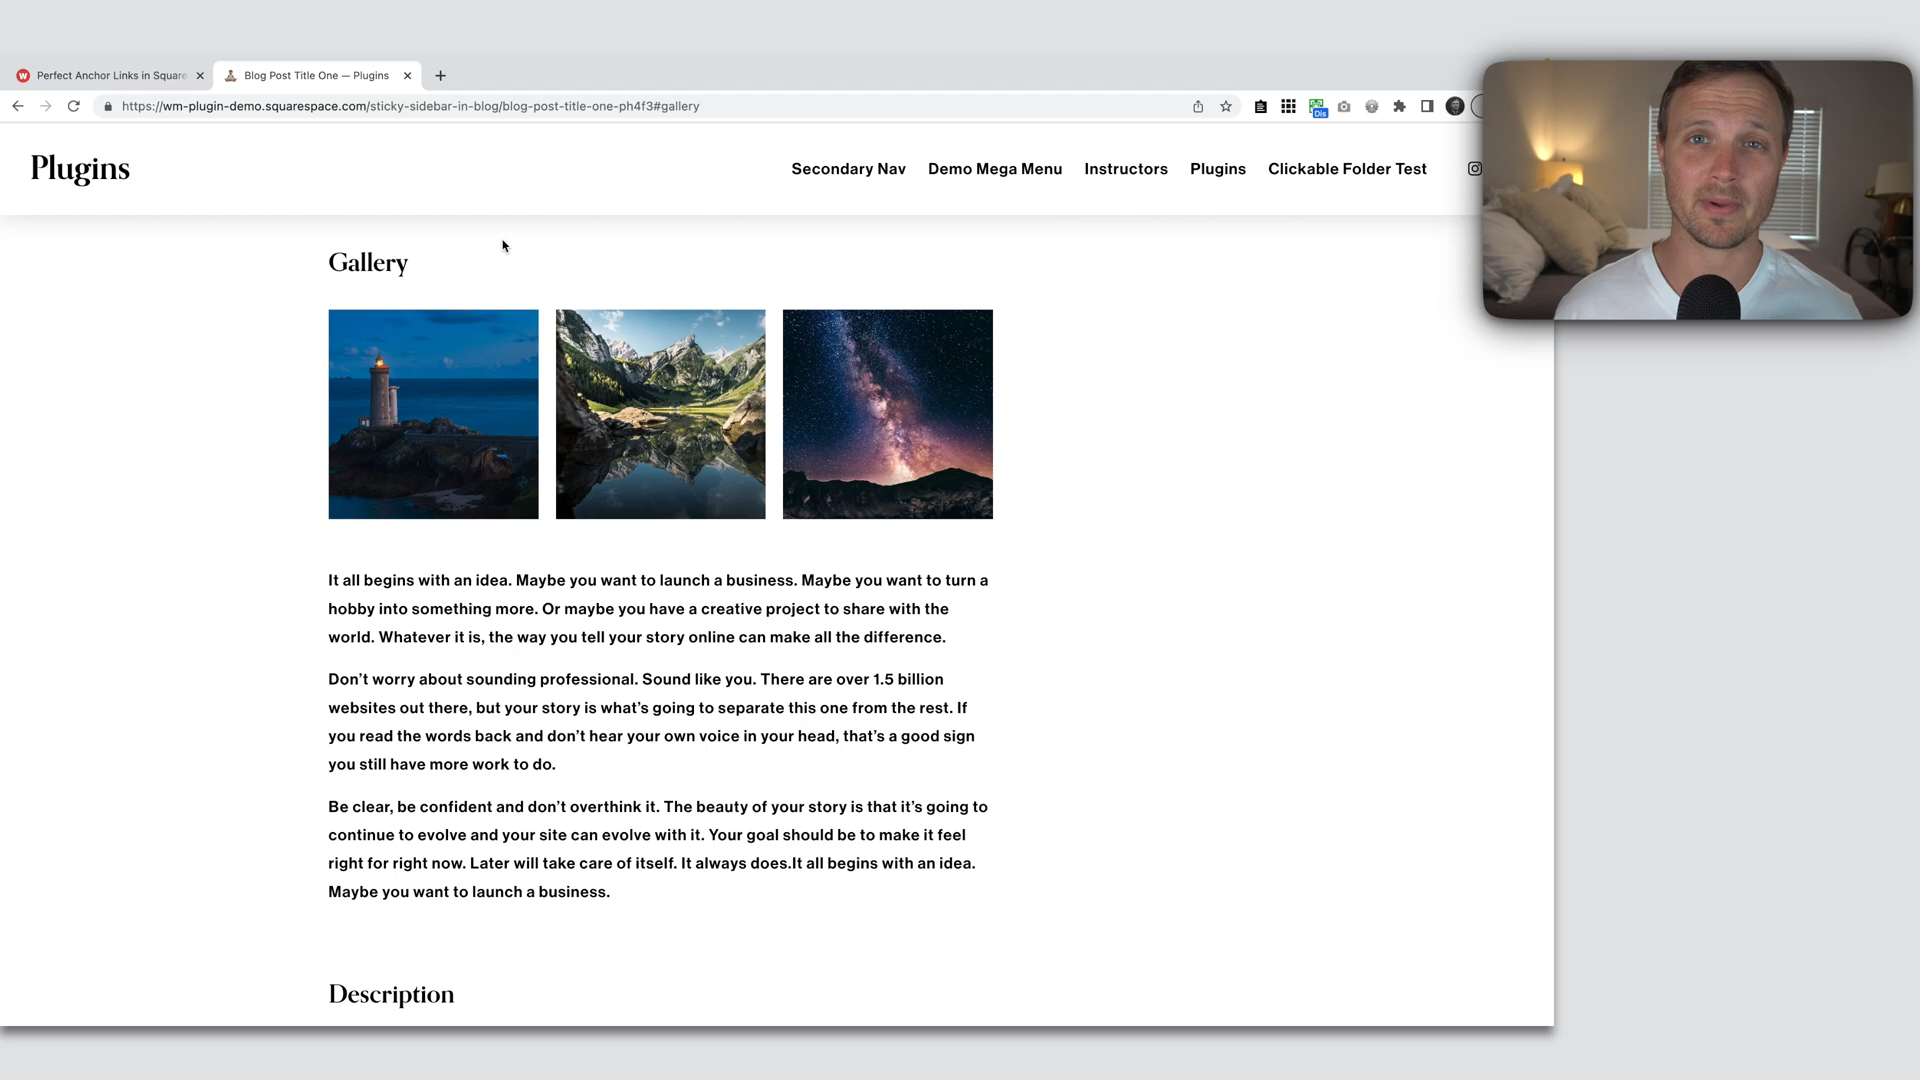 Perfect Anchor Links in Square
Blog Post Title One — Plugins
https://wm-plugin-demo.squarespace.com/sticky-sidebar-in-blog/blog-post-title-one-ph4f3#gallery
Dis
Plugins
Secondary Nav
Demo Mega Menu
Instructors
Plugins
Clickable Folder Test
Gallery
It all begins with an idea. Maybe you want to launch a business. Maybe you want to turn a
hobby into something more. Or maybe you have a creative project to share with the
world. Whatever it is, the way you tell your story online can make all the difference.
Don’t worry about sounding professional. Sound like you. There are over 1.5 billion
websites out there, but your story is what’s going to separate this one from the rest. If
you read the words back and don’t hear your own voice in your head, that’s a good sign
you still have more work to do.
Be clear, be confident and don’t overthink it. The beauty of your story is that it’s going to
continue to evolve and your site can evolve with it. Your goal should be to make it feel
right for right now. Later will take care of itself. It always does.It all begins with an idea.
Maybe you want to launch a business.
Description